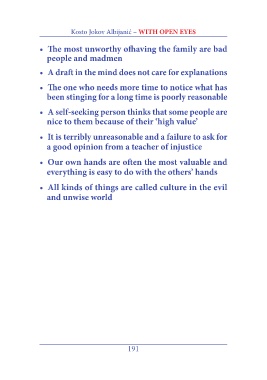 Kosto Jokov Albijanić – WITH OPEN EYES
• The most unworthy ofhaving the family are bad
people and madmen
• A draft in the mind does not care for explanations
• The one who needs more time to notice what has
been stinging for a long time is poorly reasonable
• A self-seeking person thinks that some people are
nice to them because of their ‘high value’
• It is terribly unreasonable and a failure to ask for
a good opinion from a teacher of injustice
• Our own hands are often the most valuable and
everything is easy to do with the others’ hands
• All kinds of things are called culture in the evil
and unwise world
191